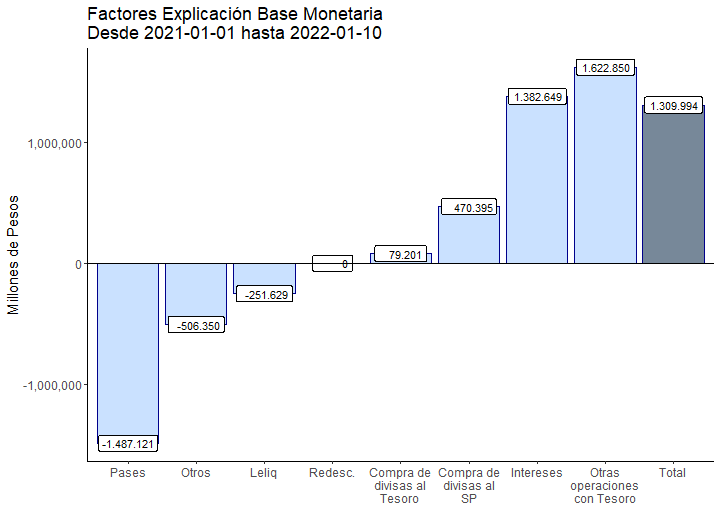 Factores Explicación Base Monetaria
Desde 2021-01-01 hasta 2022-01-10
Millones de Pesos
1,000,000
0
-1,000,000
-1.487.121
-506.350
-251.629
0
79.201
470.395
1.382.649
1.622.850
1.309.994
Pases
Otros
Leliq
Redesc.
Compra de
divisas al
Tesoro
Compra de
divisas al
SP
Intereses
Otras
operaciones
con Tesoro
Total